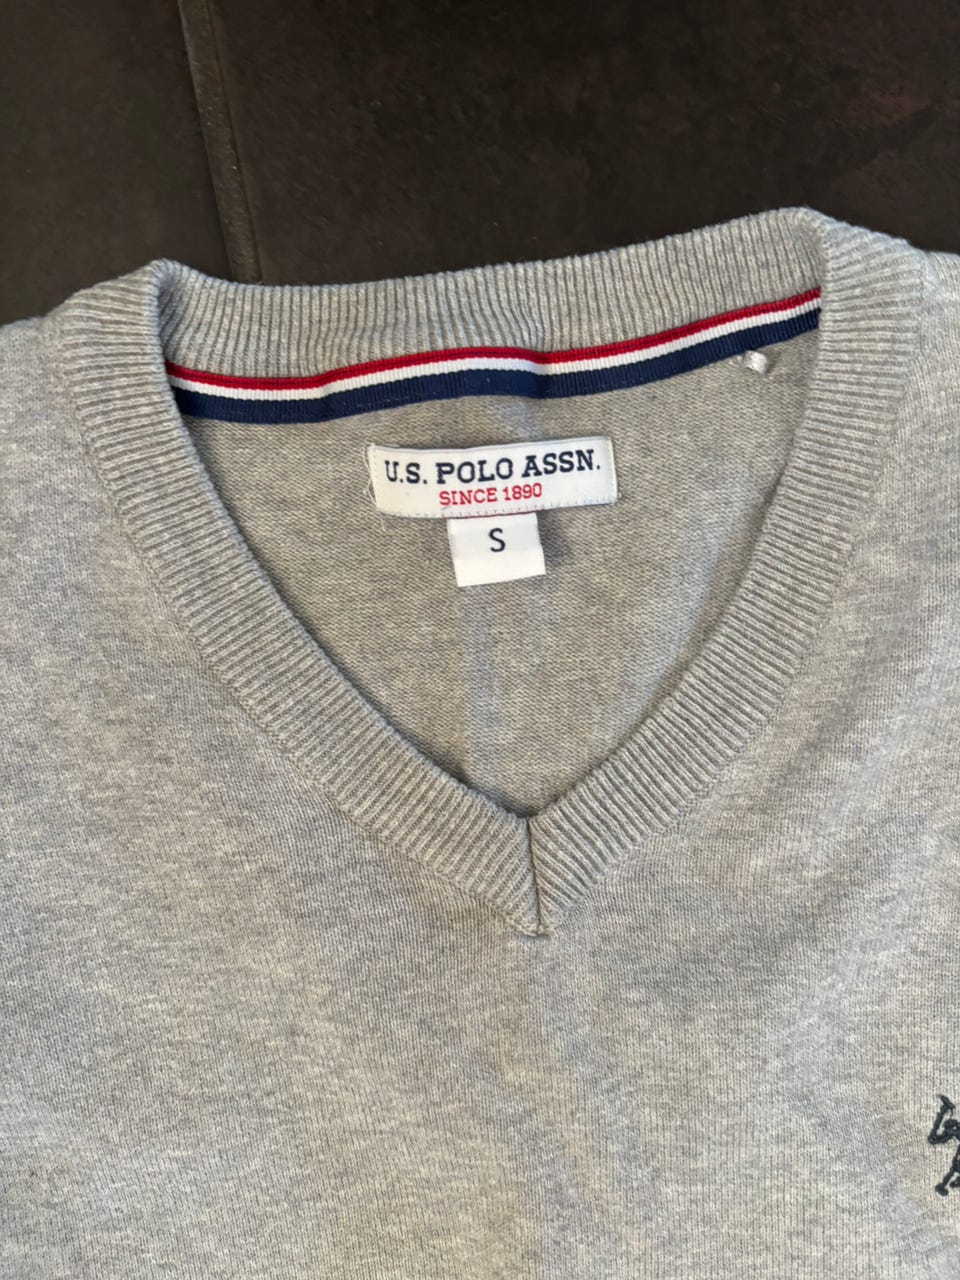 U.S. POLO ASSN.
SINCE 1890
S